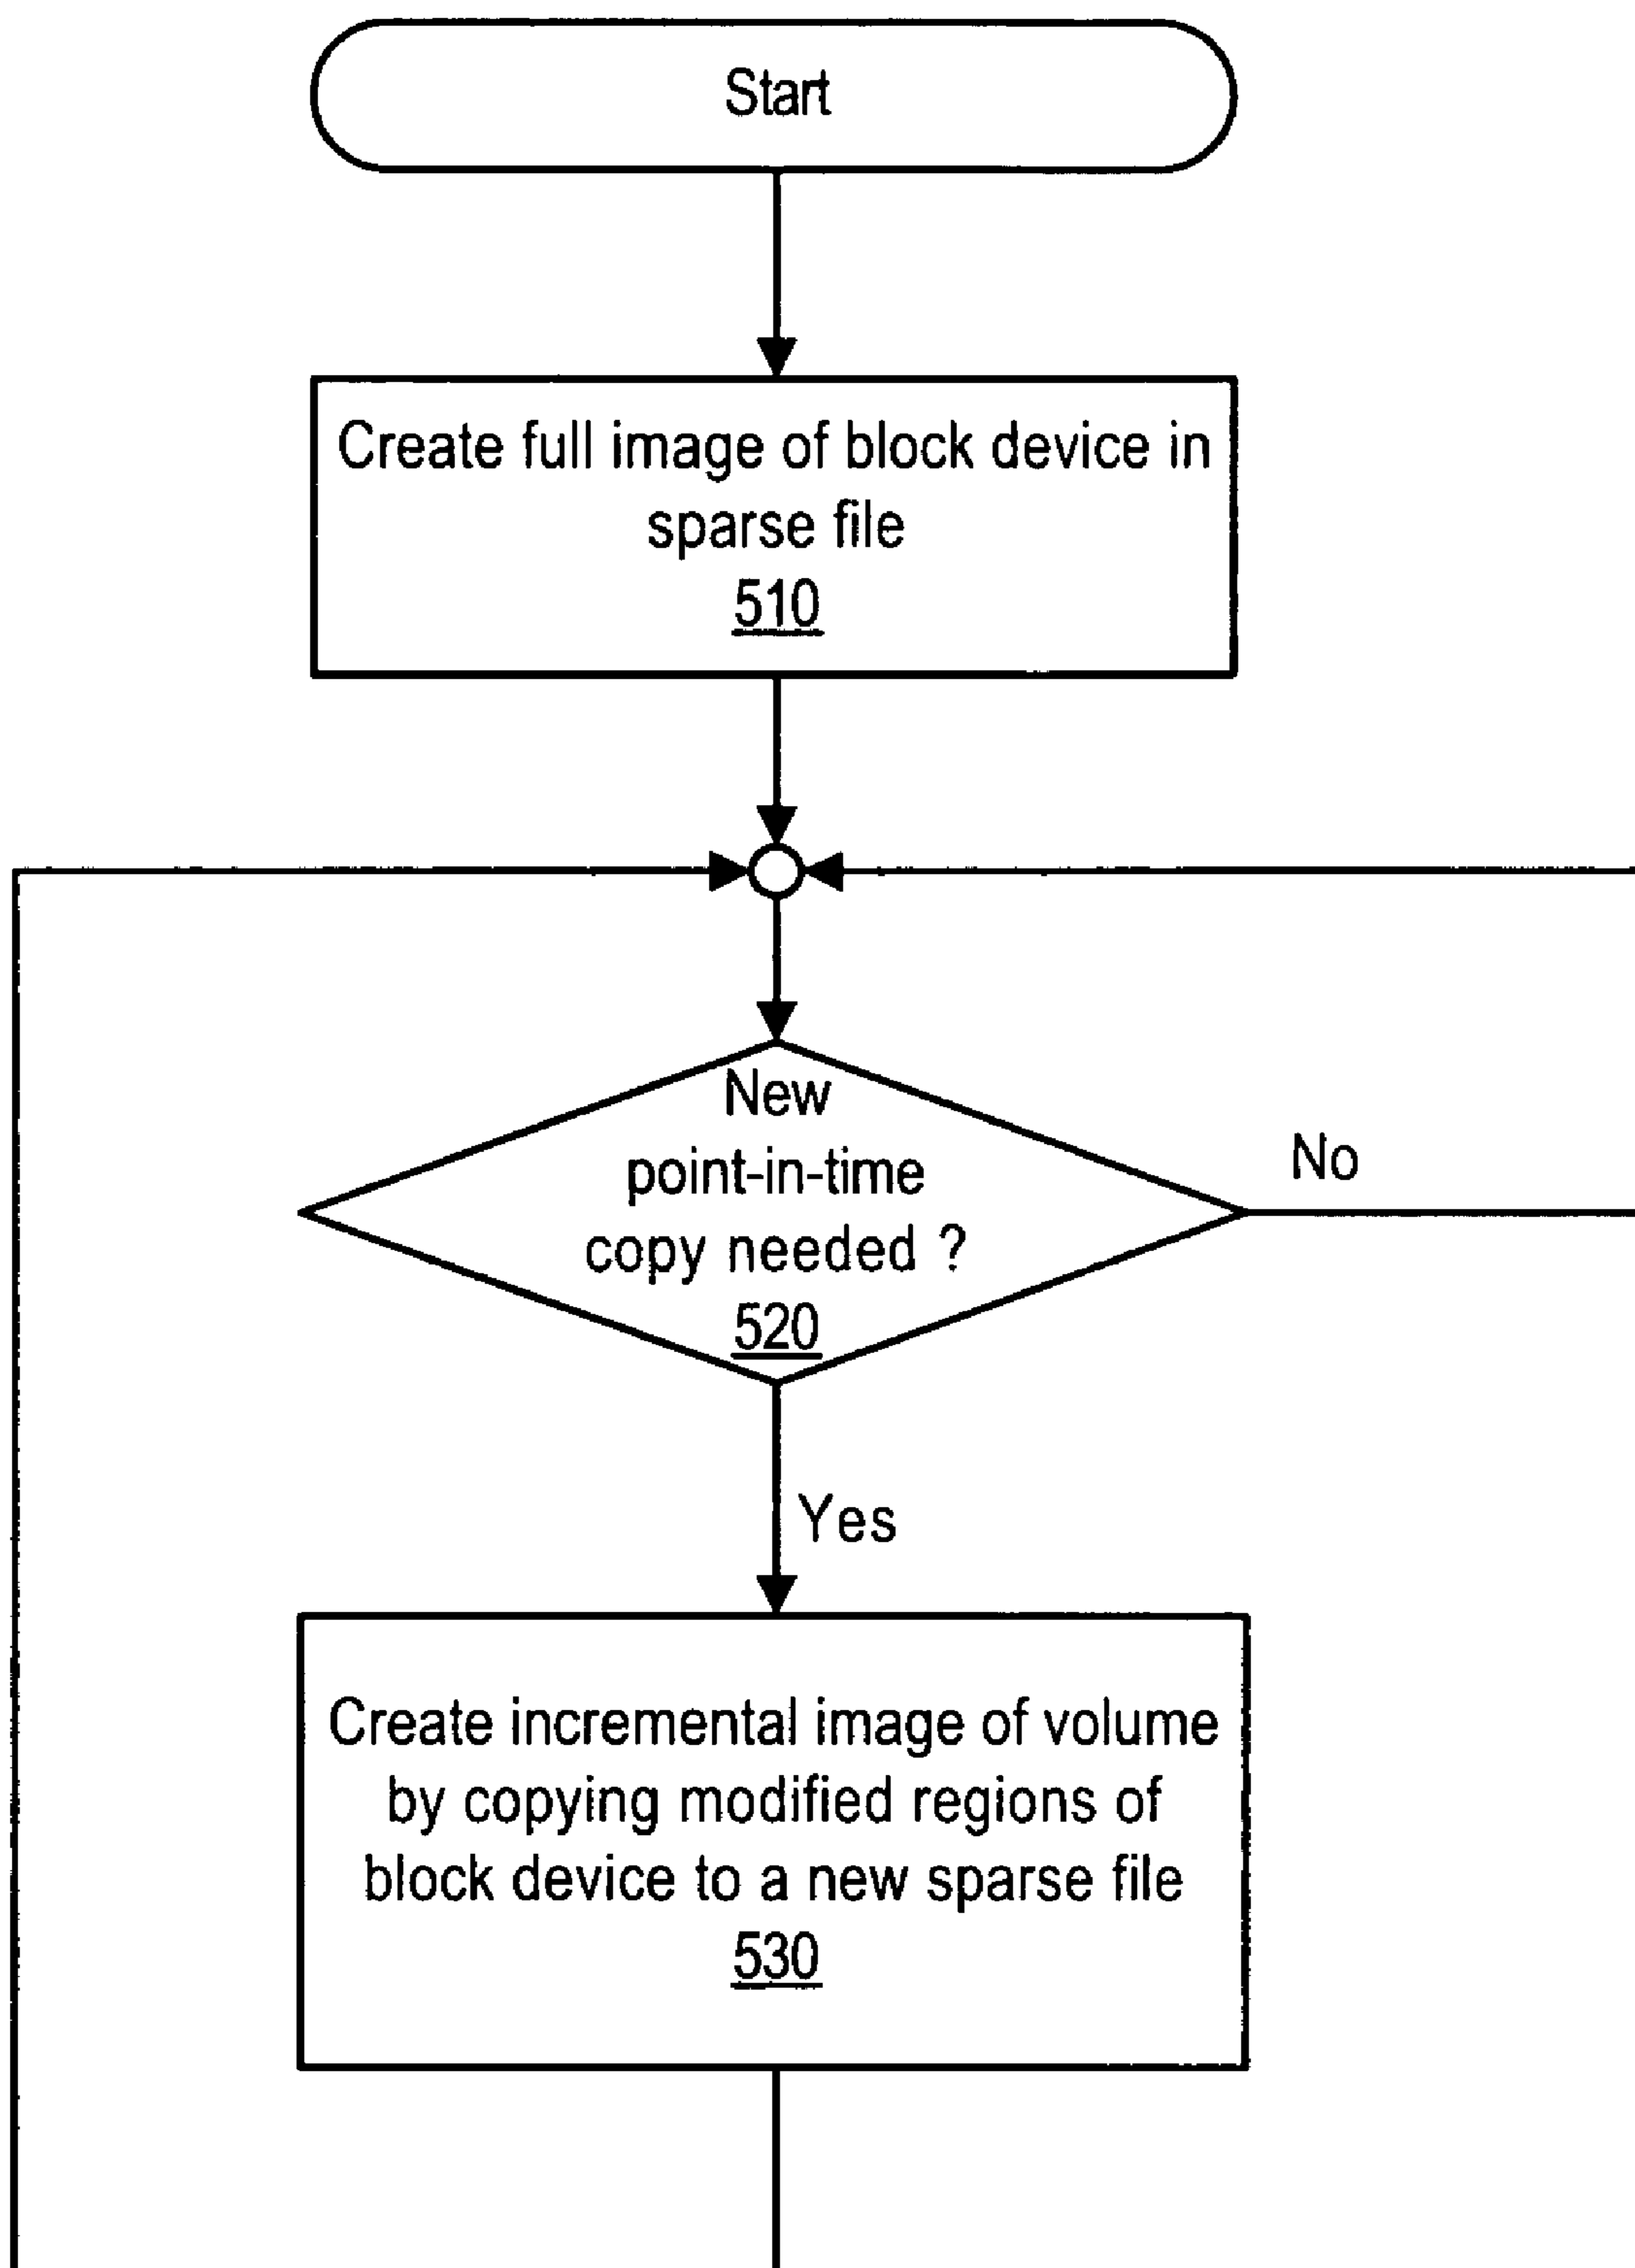 Start
Create full image of block device in
sparse file
510
New
point-in-time
copy needed ?
520
No
Yes
Create incremental image of volume
by copying modified regions of
block device to a new sparse file
530